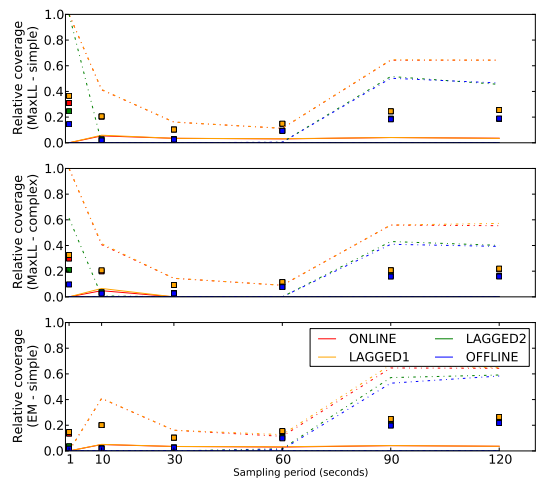 Relative coverage
(MaxLL - simple)
1.0
0.8
0.6
0.4
0.2
0.0
Relative coverage
(MaxLL - complex)
1.0
0.8
0.6
0.4
0.2
0.0
Relative coverage
(EM - simple)
1.0
0.8
0.6
0.4
0.2
0.0
ONLINE
LAGGED1
LAGGED2
OFFLINE
1 10 30 60 90 120
Sampling period (seconds)